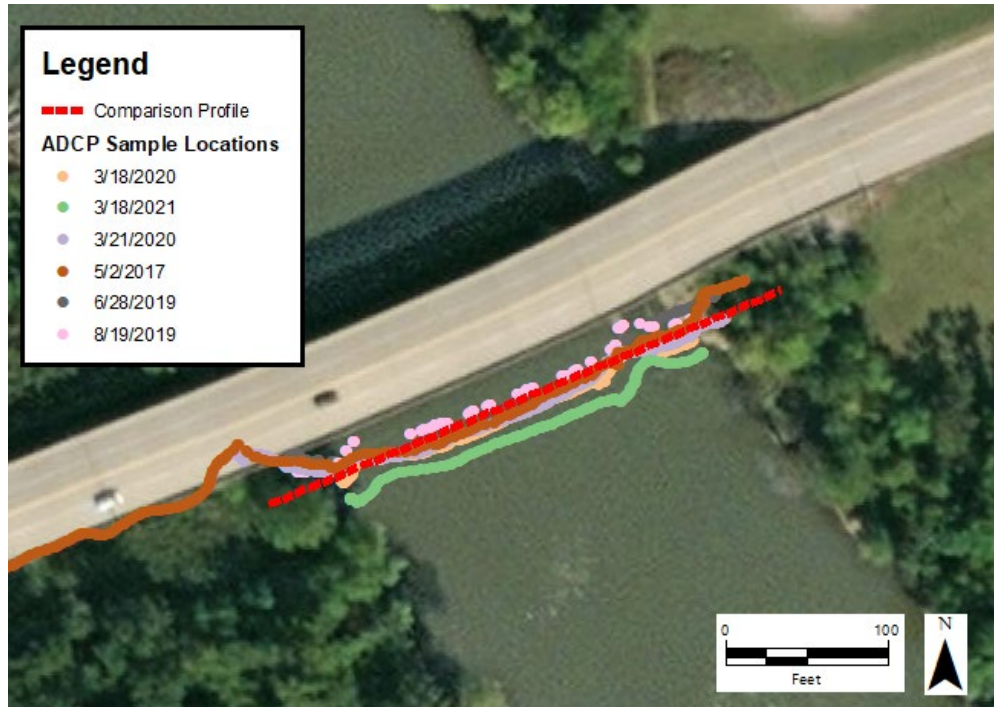 Legend
Comparison Profile
ADCP Sample Locations
3/18/2020
3/18/2021
3/21/2020
5/2/2017
6/28/2019
8/19/2019
0 100
Feet
N